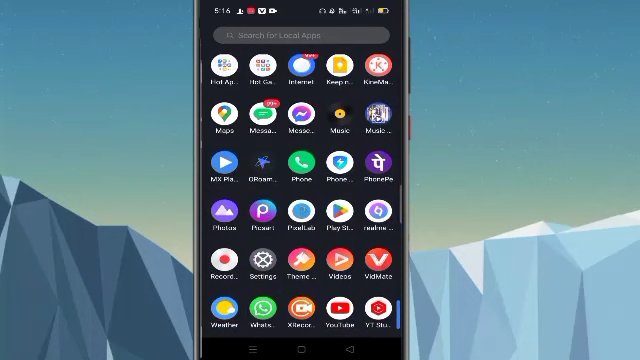 5:16
Search for Local Apps
Hot Ap... Hot Ga... Internet Keep n... KineMa...
Maps Messa... Messe... Music Music ...
MX Pla... ORoam... Phone Phone ... PhonePe
Photos Picsart PixelLab Play St... realme ...
Record... Settings Theme ... Videos VidMate
Weather Whats... XRecor... YouTube YT Stu...